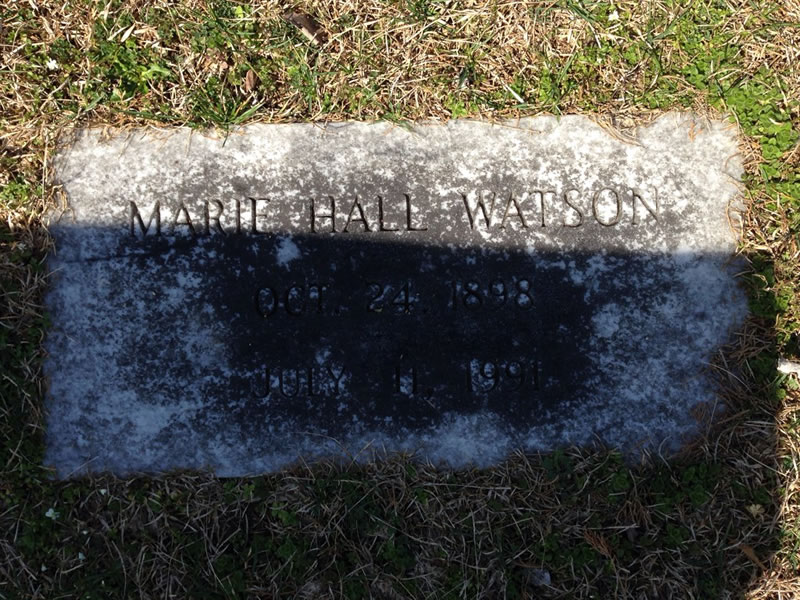 MARIE HALL WATSON
OCT. 24, 1898
JULY 11, 1991